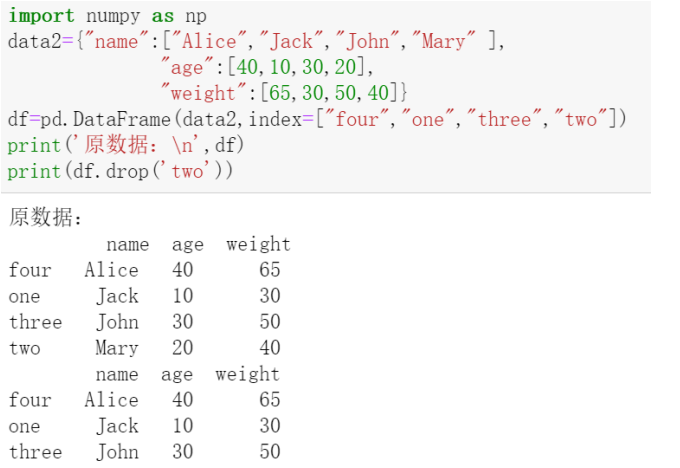 import numpy as np
data2={"name":["Alice","Jack","John","Mary" ],
"age":[40,10,30,20],
"weight":[65,30,50,40]}
df=pd.DataFrame(data2,index=["four","one","three","two"])
print('原数据：\n',df)
print(df.drop('two'))
原数据：
name age weight
four Alice 40 65
one Jack 10 30
three John 30 50
two Mary 20 40
name age weight
four Alice 40 65
one Jack 10 30
three John 30 50